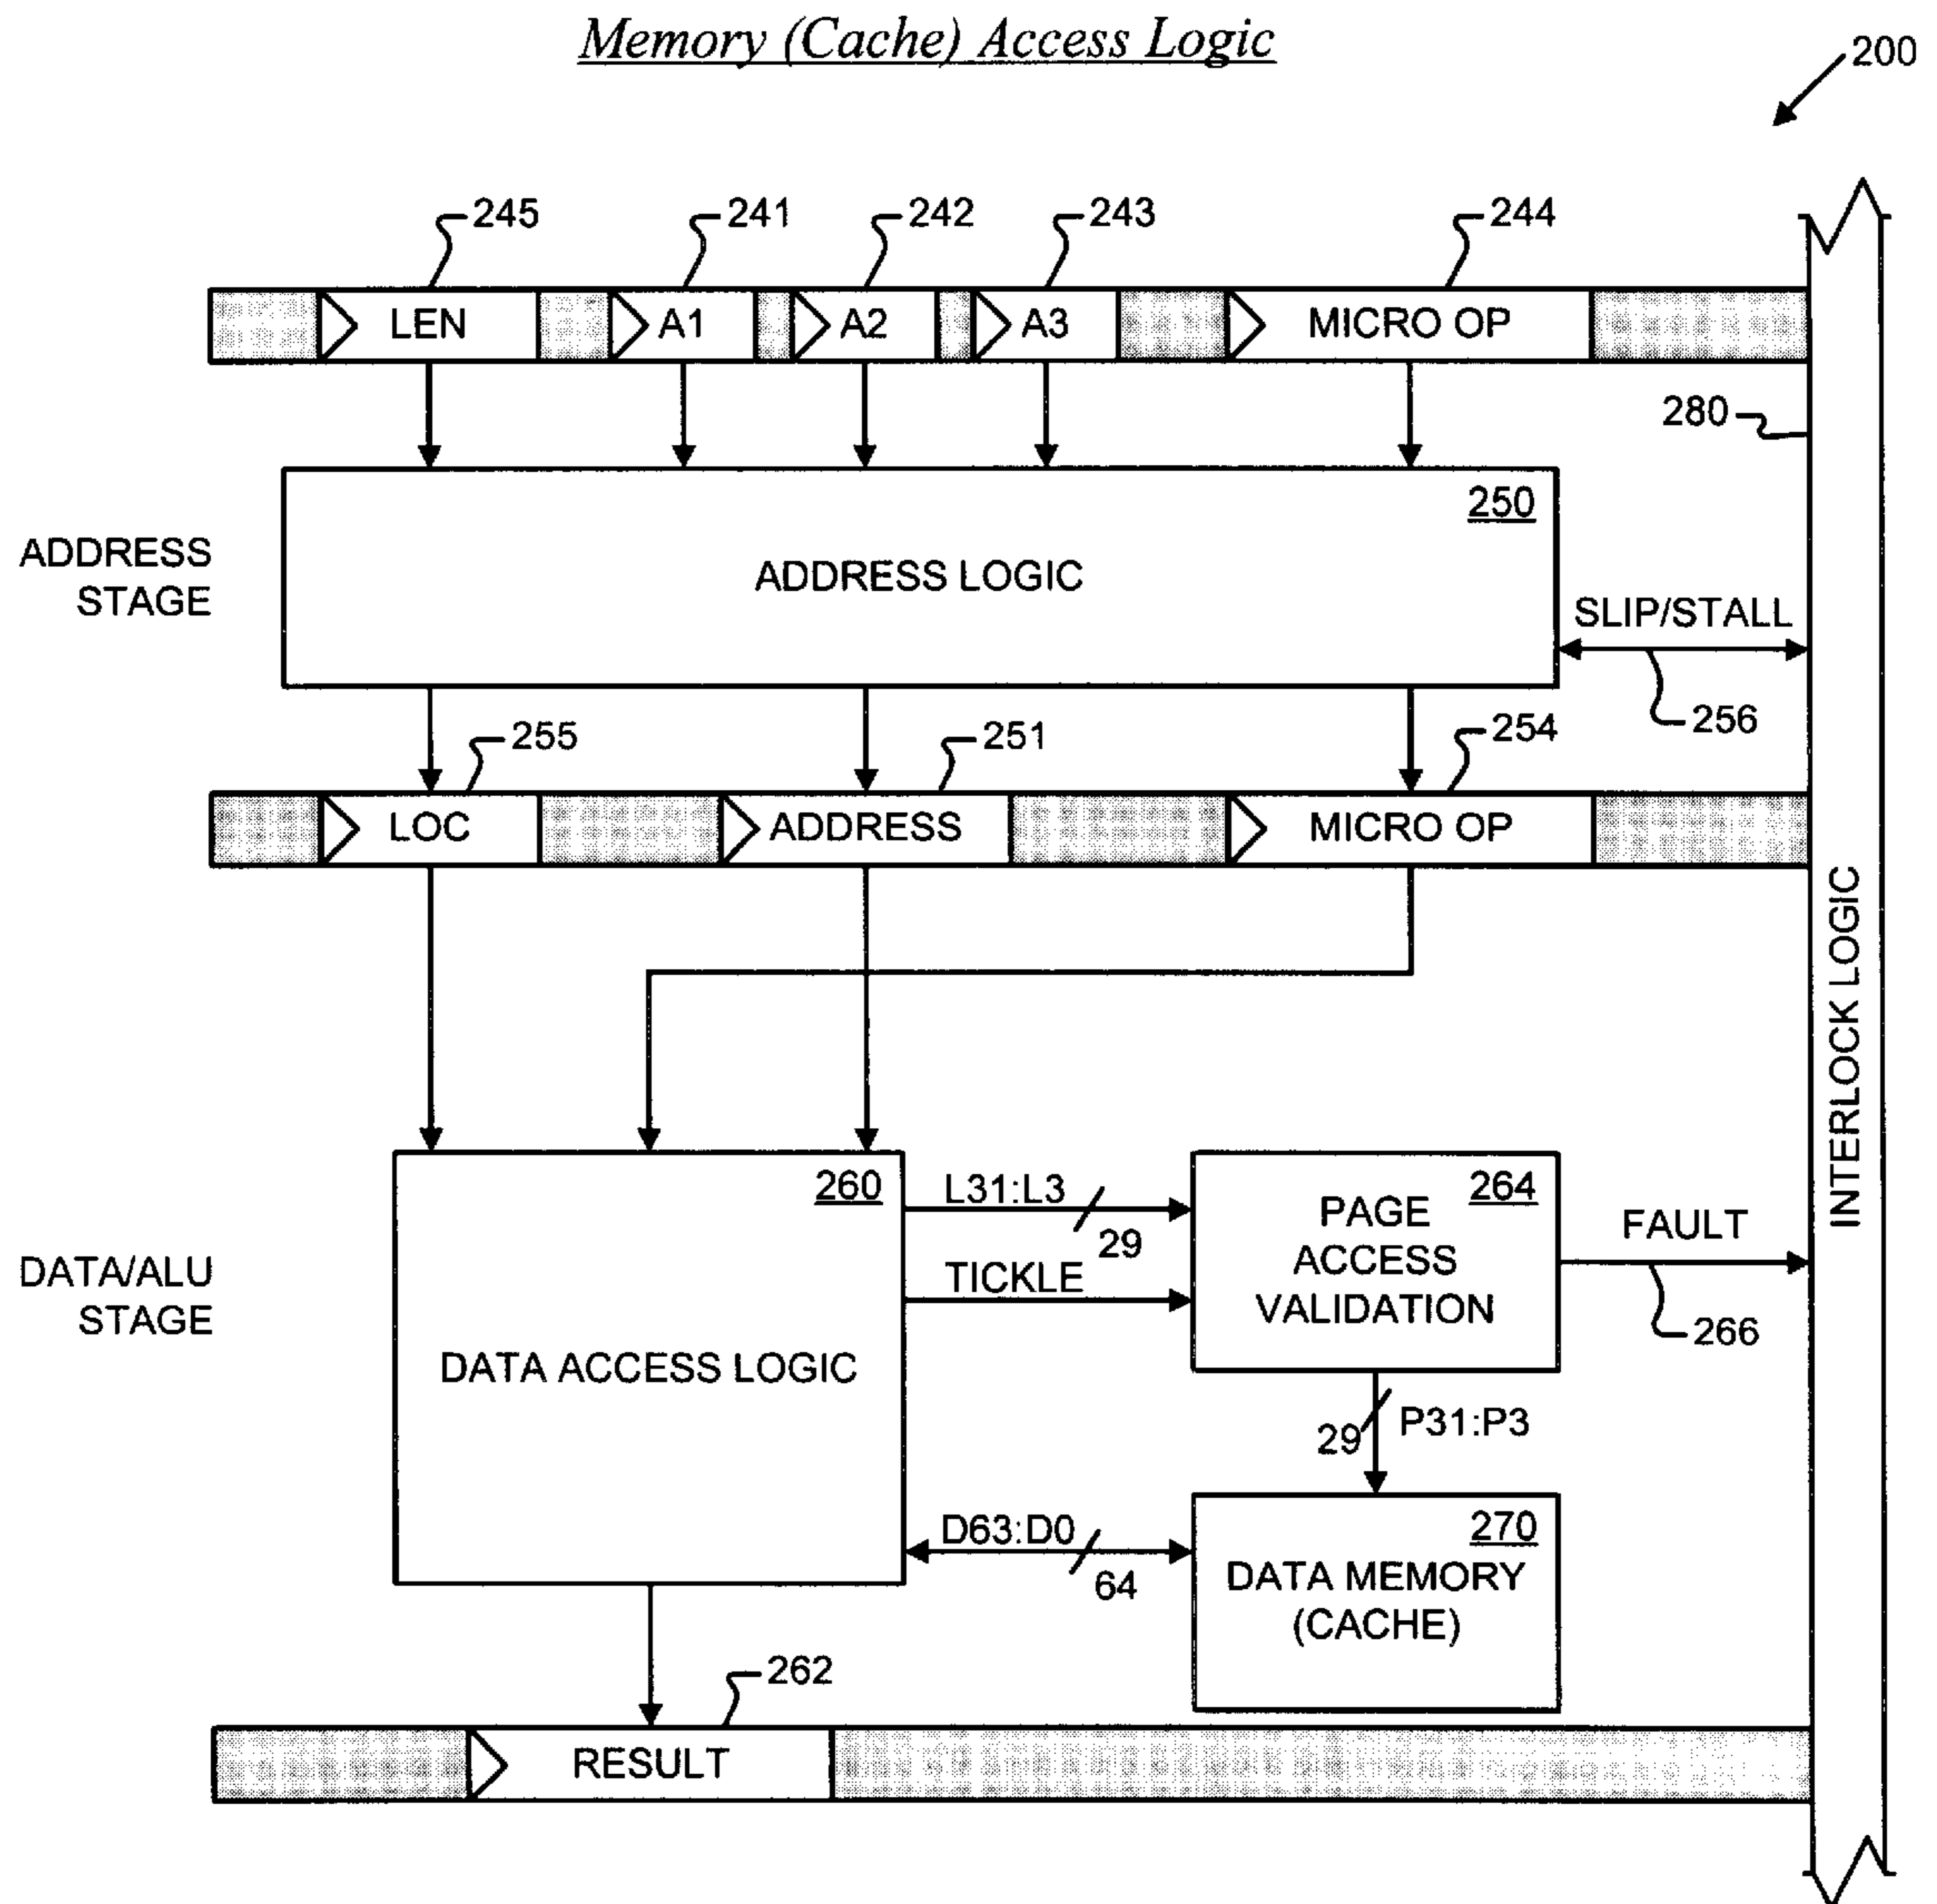 Memory (Cache) Access Logic
200
245
241
242
243
244
LEN
A1
A2
A3
MICRO OP
280
250
ADDRESS
STAGE
ADDRESS LOGIC
SLIP/STALL
256
255
251
254
LOC
ADDRESS
MICRO OP
INTERLOCK LOGIC
260
L31:L3
29
264
PAGE
ACCESS
VALIDATION
FAULT
266
TICKLE
DATA/ALU
STAGE
DATA ACCESS LOGIC
29
P31:P3
D63:D0
64
270
DATA MEMORY
(CACHE)
262
RESULT